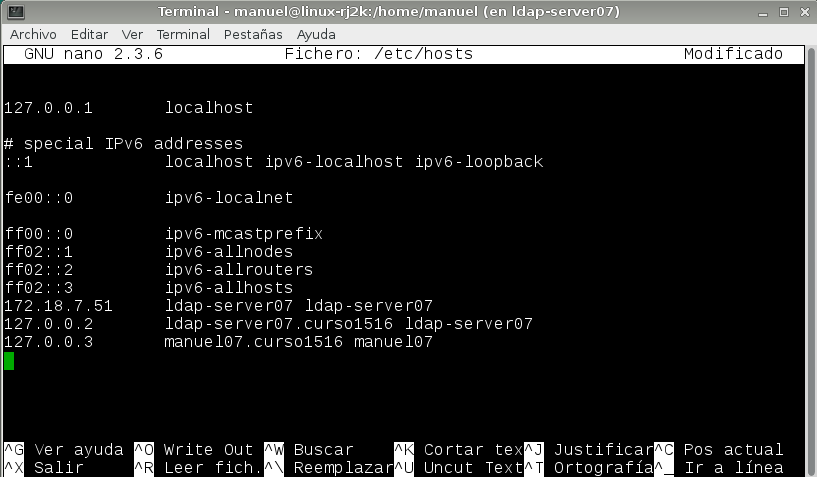 Terminal - manuel@linux-rj2k:/home/manuel (en ldap-server07)
Archivo Editar Ver Terminal Pestañas Ayuda
GNU nano 2.3.6 Fichero: /etc/hosts Modificado
127.0.0.1 localhost
# special IPv6 addresses
::1 localhost ipv6-localhost ipv6-loopback
fe00::0 ipv6-localnet
ff00::0 ipv6-mcastprefix
ff02::1 ipv6-allnodes
ff02::2 ipv6-allrouters
ff02::3 ipv6-allhosts
172.18.7.51 ldap-server07 ldap-server07
127.0.0.2 ldap-server07.curso1516 ldap-server07
127.0.0.3 manuel07.curso1516 manuel07
^G Ver ayuda ^O Write Out ^W Buscar ^K Cortar tex^J Justificar^C Pos actual
^X Salir ^R Leer fich.^\ Reemplazar^U Uncut Text^T Ortografía^_ Ir a línea